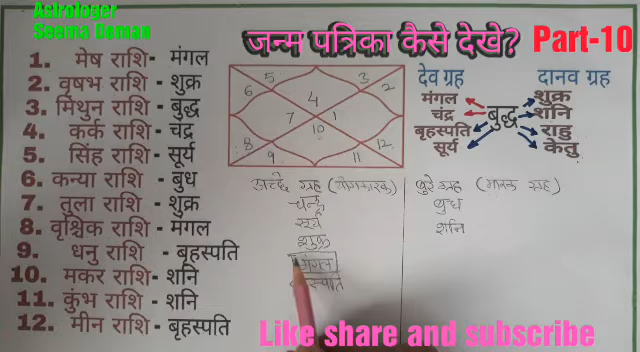 Astrologer
Seema Doman
जन्म पत्रिका कैसे देखे? Part-10
1. मेष राशि - मंगल
2. वृषभ राशि - शुक्र
3. मिथुन राशि - बुद्ध
4. कर्क राशि - चंद्र
5. सिंह राशि - सूर्य
6. कन्या राशि - बुध
7. तुला राशि - शुक्र
8. वृश्चिक राशि - मंगल
9. धनु राशि - बृहस्पति
10. मकर राशि - शनि
11. कुंभ राशि - शनि
12. मीन राशि - बृहस्पति
5 3
6 4 2
7 1
10
8 12
9 11
देव ग्रह दानव ग्रह
मंगल शुक्र
चंद्र बुद्ध शनि
बृहस्पति राहु
सूर्य केतु
अच्छे ग्रह (योगकारक)
चन्द्र
सूर्य
शुक्र
मंगल
बुरे ग्रह (मारक ग्रह)
बुध
शनि
Like share and subscribe